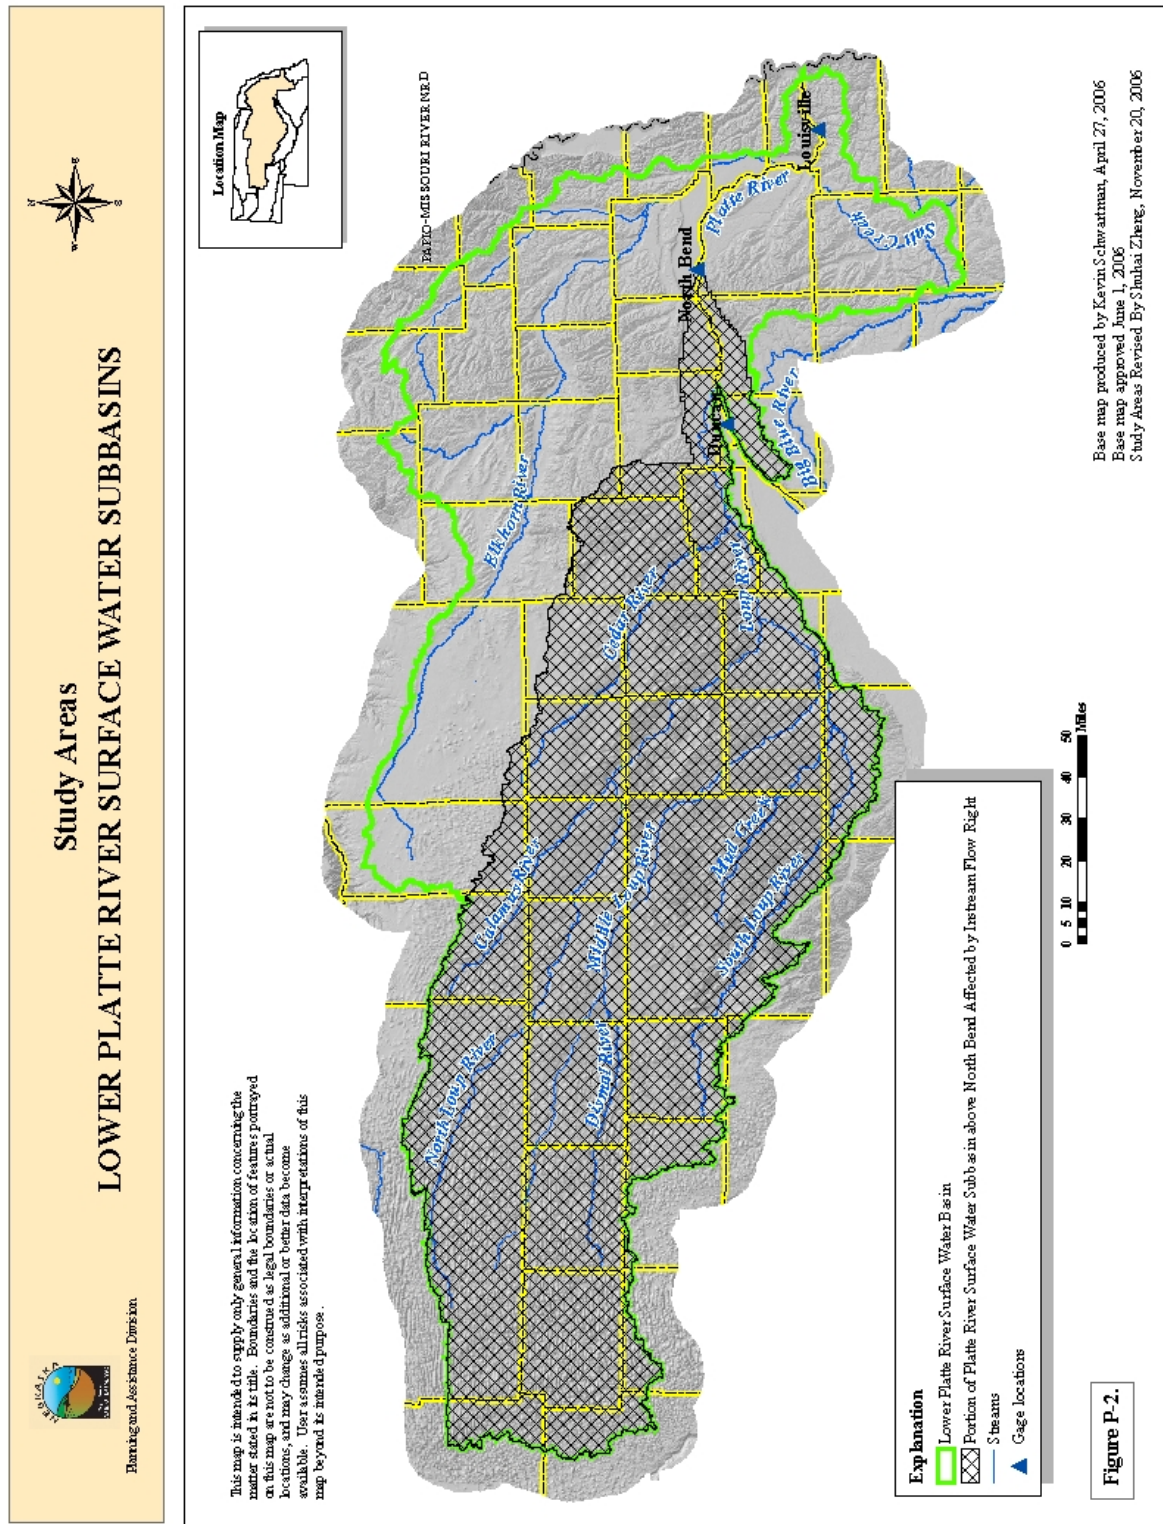 Study Areas
LOWER PLATTE RIVER SURFACE WATER SUBBASINS
Planning and Assistance Division
N
W
E
S
This map is intended to supply only general information concerning the
matter stated in its title. Boundaries and the location of features portrayed
on this map are not to be construed as legal boundaries or actual
locations, and may change as additional or better data become
available. User assumes all risks associated with interpretations of this
map beyond its intended purpose.
Location Map
PAPIO-MISSOURI RIVER NRD
Elkhorn River
North Loup River
Calamus River
Cedar River
Middle Loup River
Dismal River
Loup River
Mud Creek
South Loup River
North Bend
Duncan
Platte River
Louisville
Salt Creek
Big Blue River
Explanation
Lower Platte River Surface Water Basin
Portion of Platte River Surface Water Subbasin above North Bend Affected by Instream Flow Right
Streams
Gage locations
0 5 10 20 30 40 50
Miles
Base map produced by Kevin Schwartman, April 27, 2006
Base map approved June 1, 2006
Study Areas Revised By Shuhai Zheng, November 20, 2006
Figure P-2.